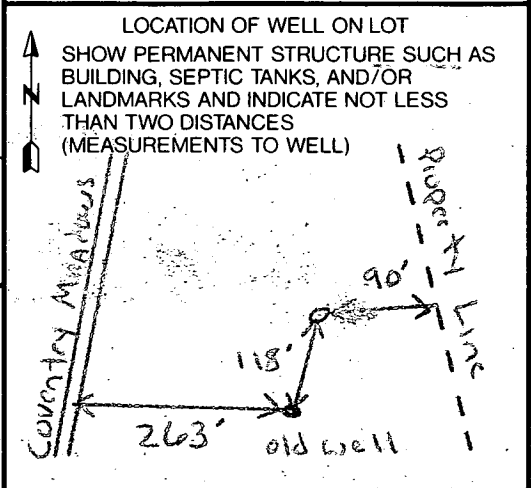 LOCATION OF WELL ON LOT
SHOW PERMANENT STRUCTURE SUCH AS
BUILDING, SEPTIC TANKS, AND/OR
LANDMARKS AND INDICATE NOT LESS
THAN TWO DISTANCES
(MEASUREMENTS TO WELL)
N
Coventry Meadows
Property Line
90'
118'
263'
old well